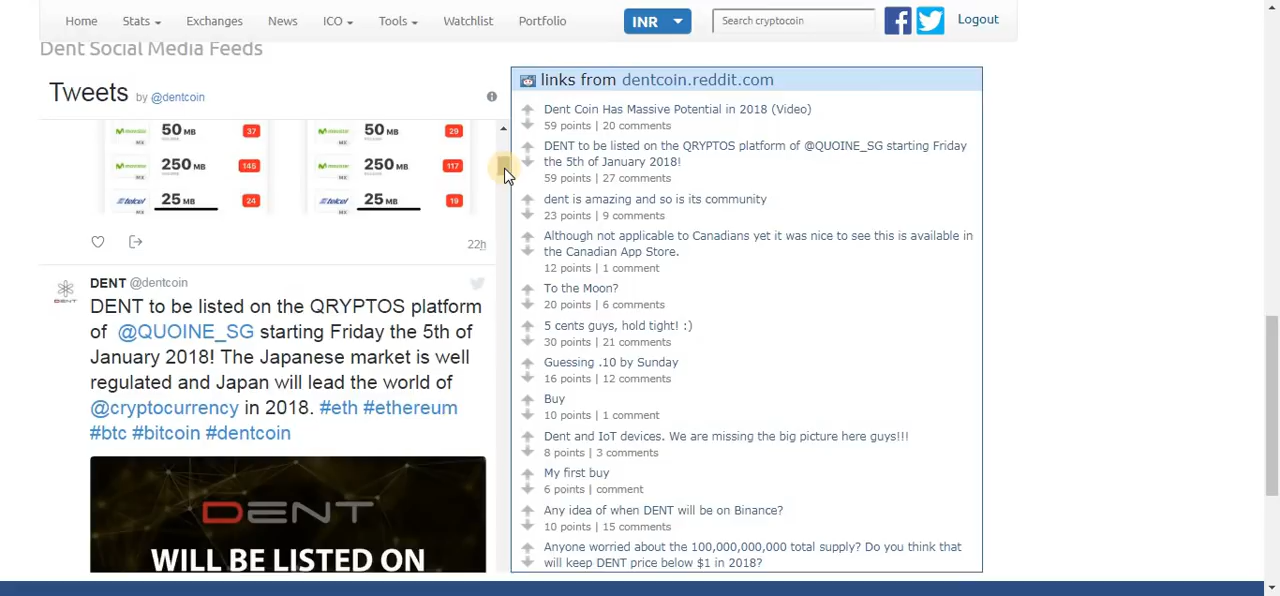 Home
Stats
Exchanges
News
ICO
Tools
Watchlist
Portfolio
INR
Search cryptocoin
Logout
Dent Social Media Feeds
Tweets by @dentcoin
50 MB 37
50 MB 29
movistar 250 MB 145
movistar 250 MB 117
telcel 25 MB 24
telcel 25 MB 19
22h
DENT @dentcoin
DENT to be listed on the QRYPTOS platform
of @QUOINE_SG starting Friday the 5th of
January 2018! The Japanese market is well
regulated and Japan will lead the world of
@cryptocurrency in 2018. #eth #ethereum
#btc #bitcoin #dentcoin
DENT
WILL BE LISTED ON
links from dentcoin.reddit.com
Dent Coin Has Massive Potential in 2018 (Video)
59 points | 20 comments
DENT to be listed on the QRYPTOS platform of @QUOINE_SG starting Friday
the 5th of January 2018!
59 points | 27 comments
dent is amazing and so is its community
23 points | 9 comments
Although not applicable to Canadians yet it was nice to see this is available in
the Canadian App Store.
12 points | 1 comment
To the Moon?
20 points | 6 comments
5 cents guys, hold tight! :)
30 points | 21 comments
Guessing .10 by Sunday
16 points | 12 comments
Buy
10 points | 1 comment
Dent and IoT devices. We are missing the big picture here guys!!!
8 points | 3 comments
My first buy
6 points | comment
Any idea of when DENT will be on Binance?
10 points | 15 comments
Anyone worried about the 100,000,000,000 total supply? Do you think that
will keep DENT price below $1 in 2018?